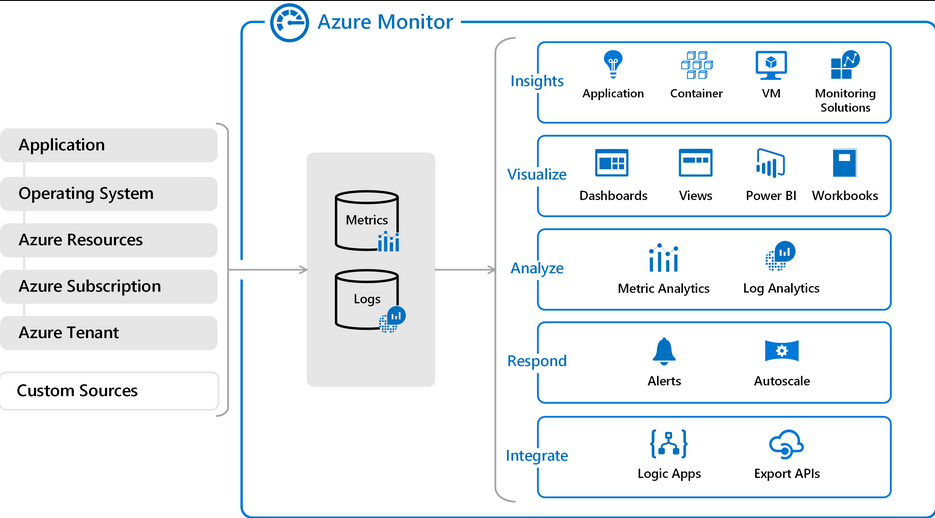 Azure Monitor
Application
Operating System
Azure Resources
Azure Subscription
Azure Tenant
Custom Sources
Metrics
Logs
Insights
Application
Container
VM
Monitoring
Solutions
Visualize
Dashboards
Views
Power BI
Workbooks
Analyze
Metric Analytics
Log Analytics
Respond
Alerts
Autoscale
Integrate
Logic Apps
Export APIs